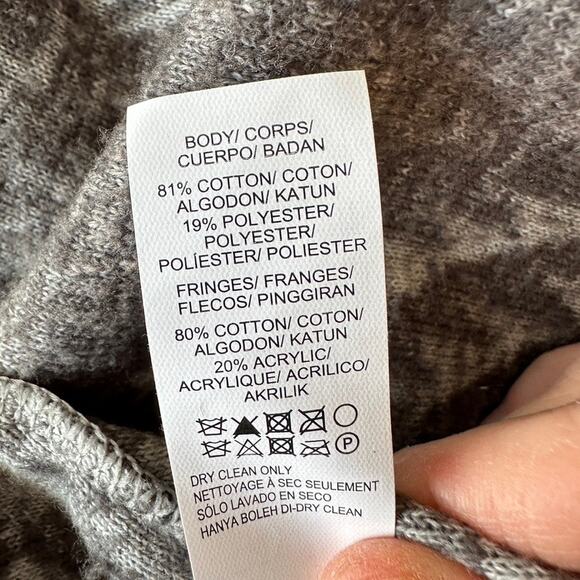 BODY/ CORPS/
CUERPO/ BADAN
81% COTTON/ COTON/
ALGODON/ KATUN
19% POLYESTER/
POLYESTER/
POLÍESTER/ POLIESTER
FRINGES/ FRANGES/
FLECOS/ PINGGIRAN
80% COTTON/ COTON/
ALGODON/ KATUN
20% ACRYLIC/
ACRYLIQUE/ ACRILICO/
AKRILIK
P
DRY CLEAN ONLY
NETTOYAGE À SEC SEULEMENT
SÓLO LAVADO EN SECO
HANYA BOLEH DI-DRY CLEAN